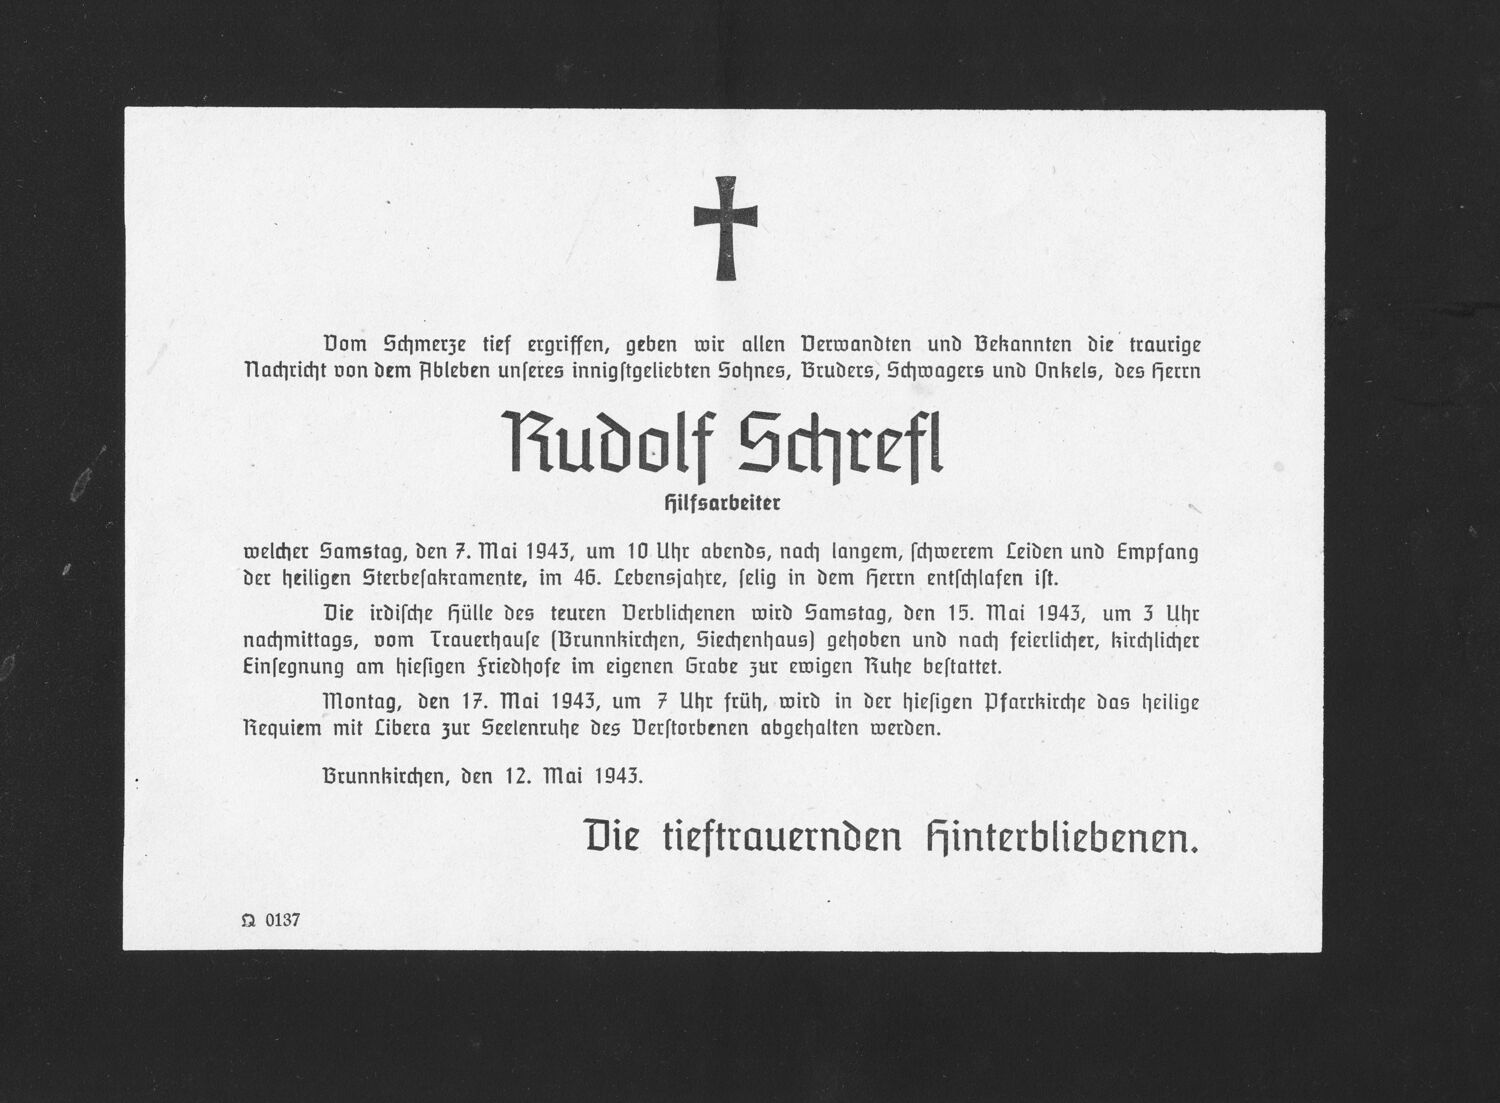 Vom Schmerze tief ergriffen, geben wir allen Verwandten und Bekannten die traurige
Nachricht von dem Ableben unseres innigstgeliebten Sohnes, Bruders, Schwagers und Onkels, des Herrn
Rudolf Schrefl
Hilfsarbeiter
welcher Samstag, den 7. Mai 1943, um 10 Uhr abends, nach langem, schwerem Leiden und Empfang
der heiligen Sterbesakramente, im 46. Lebensjahre, selig in dem Herrn entschlafen ist.
Die irdische Hülle des teuren Verblichenen wird Samstag, den 15. Mai 1943, um 3 Uhr
nachmittags, vom Trauerhause (Brunnkirchen, Siechenhaus) gehoben und nach feierlicher, kirchlicher
Einsegnung am hiesigen Friedhofe im eigenen Grabe zur ewigen Ruhe bestattet.
Montag, den 17. Mai 1943, um 7 Uhr früh, wird in der hiesigen Pfarrkirche das heilige
Requiem mit Libera zur Seelenruhe des Verstorbenen abgehalten werden.
Brunnkirchen, den 12. Mai 1943.
Die tieftrauernden Hinterbliebenen.
Ω 0137